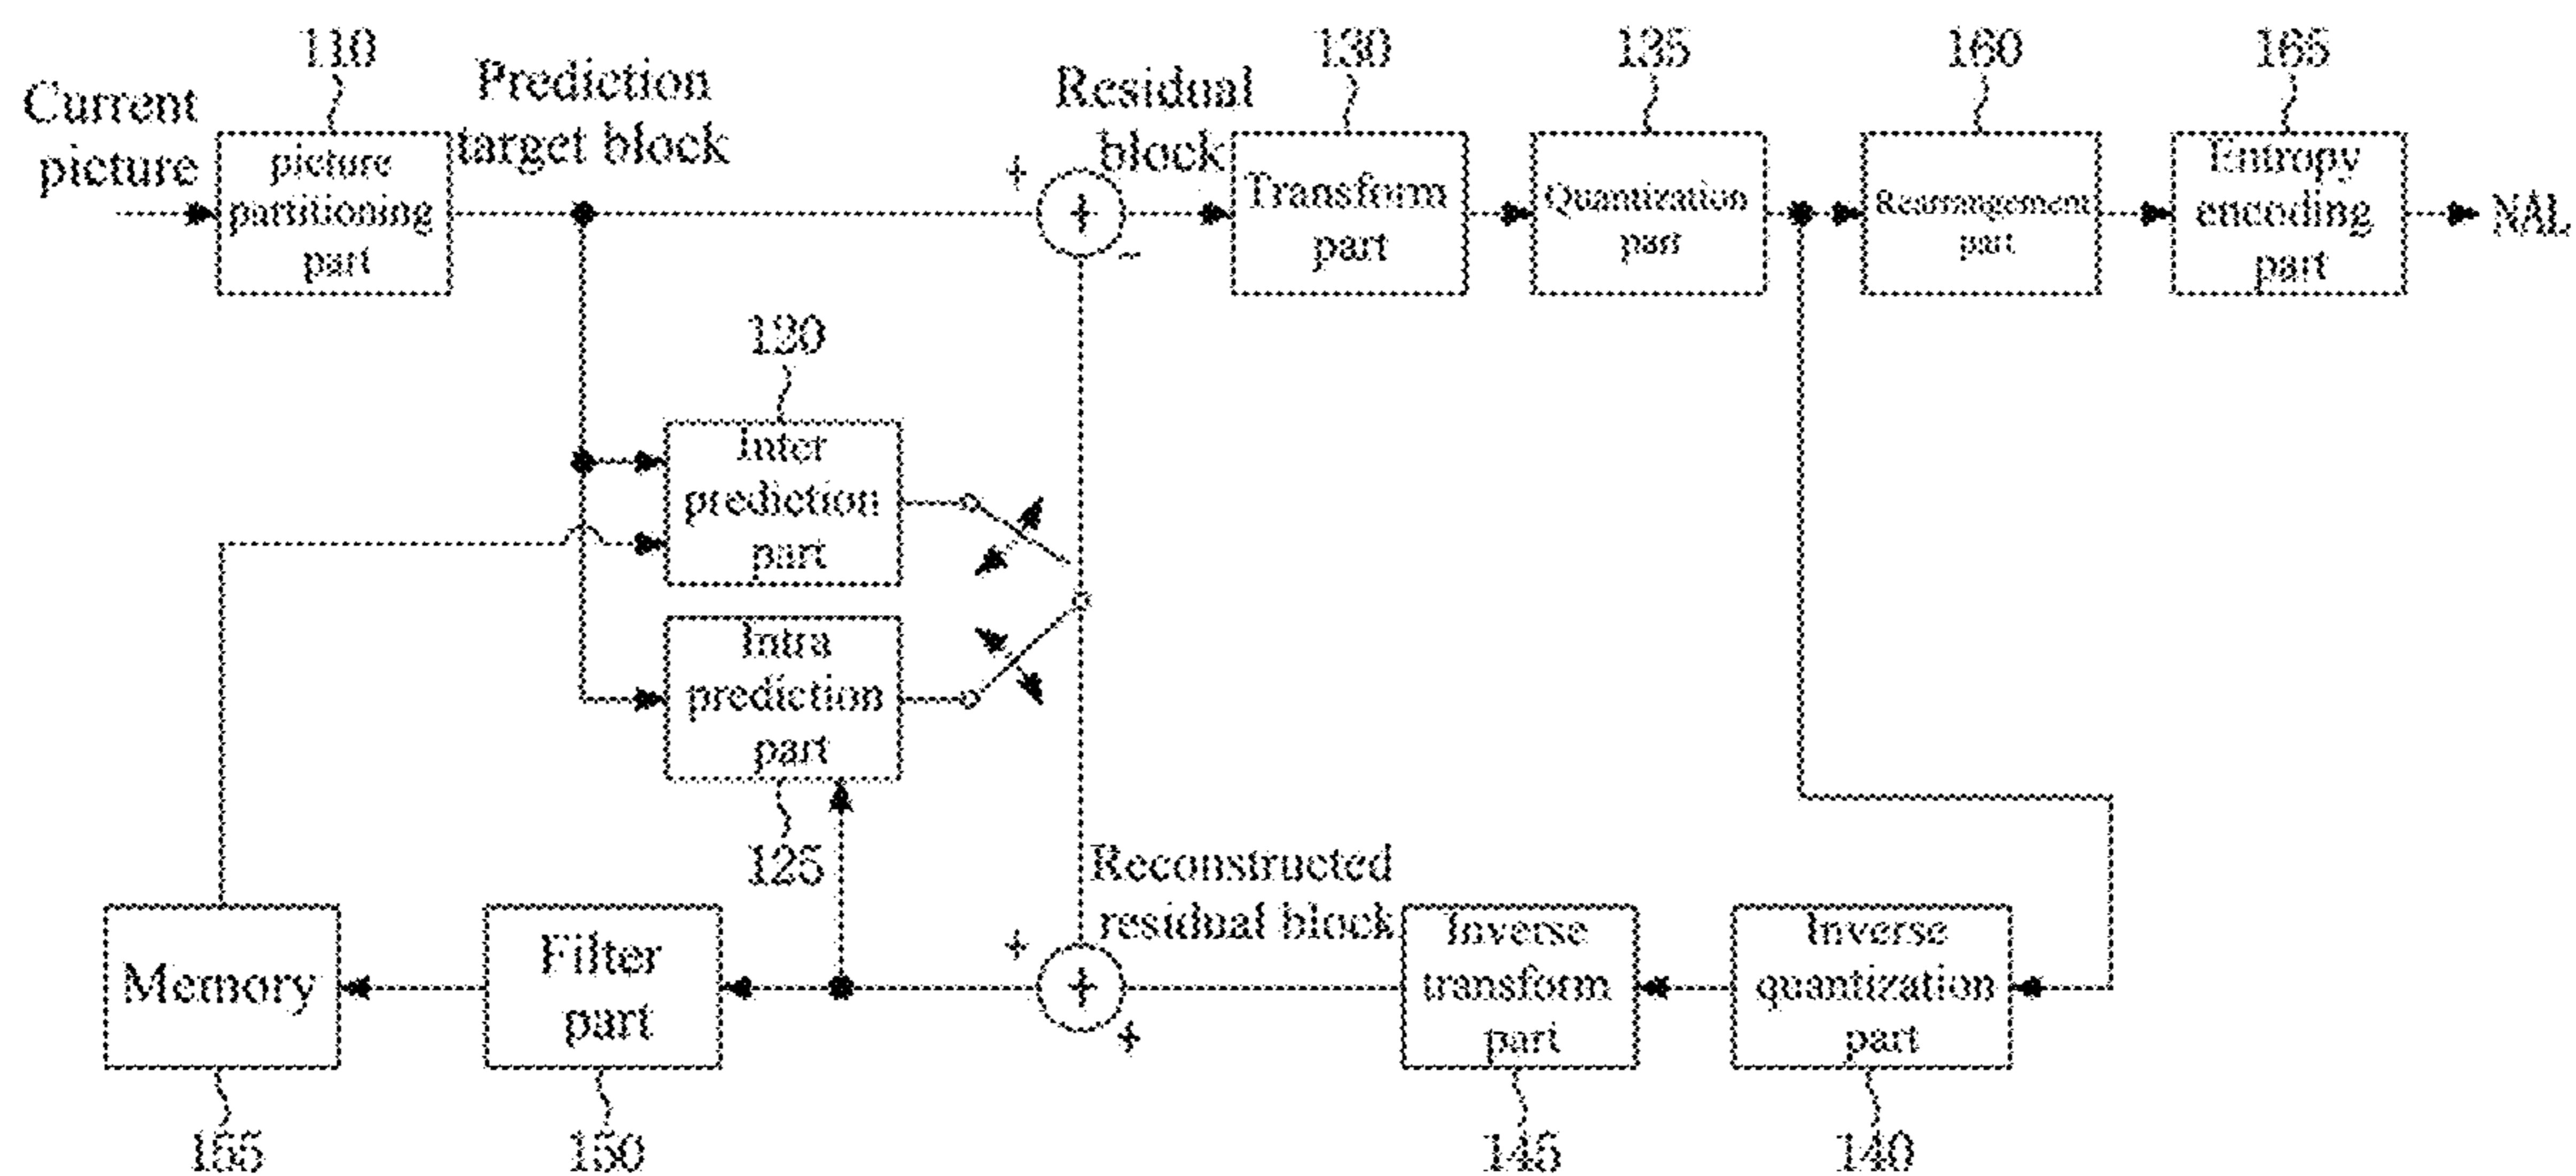 110
Current
picture
picture
partitioning
part
Prediction
target block
+
+
−
Residual
block
130
Transform
part
135
Quantization
part
160
Rearrangement
part
165
Entropy
encoding
part
NAL
120
Inter
prediction
part
Intra
prediction
part
125
Memory
155
Filter
part
150
+
+
+
Reconstructed
residual block
Inverse
transform
part
145
Inverse
quantization
part
140